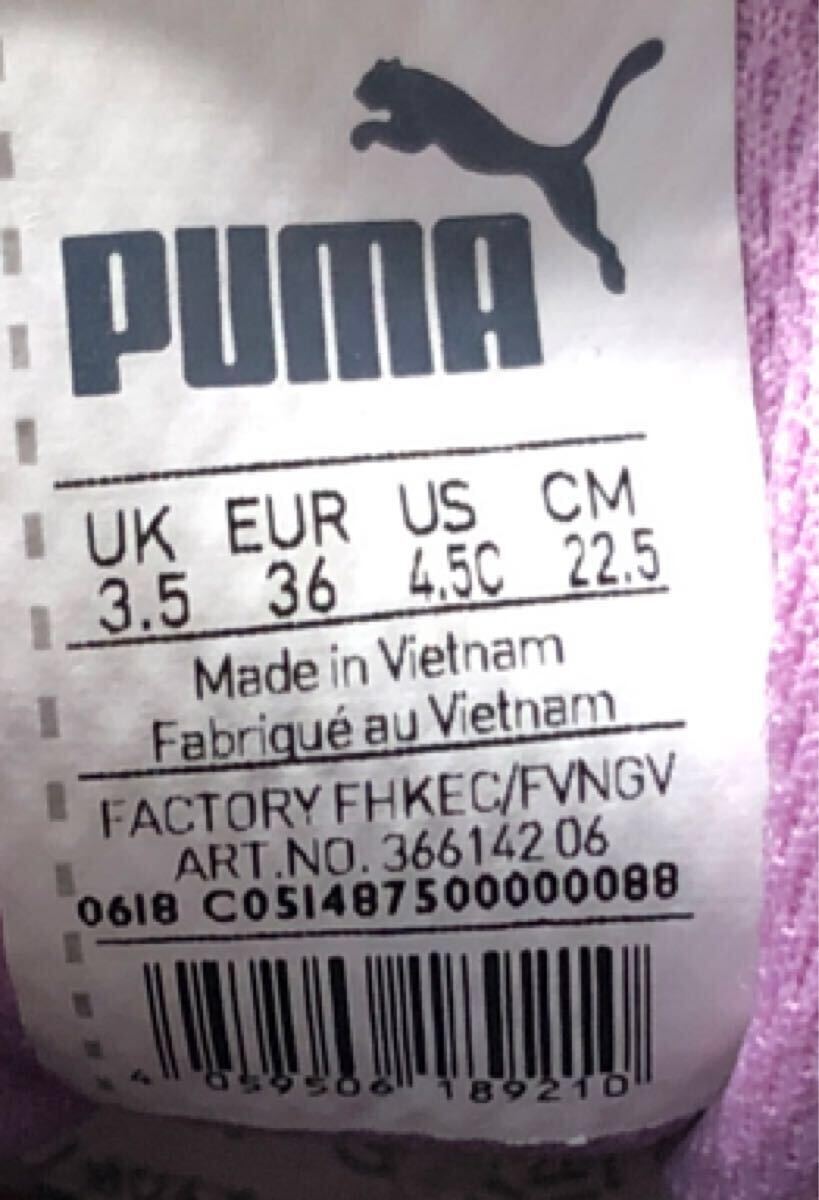 PUMA
UK EUR US CM
3.5 36 4.5C 22.5
Made in Vietnam
Fabriqué au Vietnam
FACTORY FHKEC/FVNGV
ART.NO. 366142 06
0618 C051487500000088
4 059506 189210